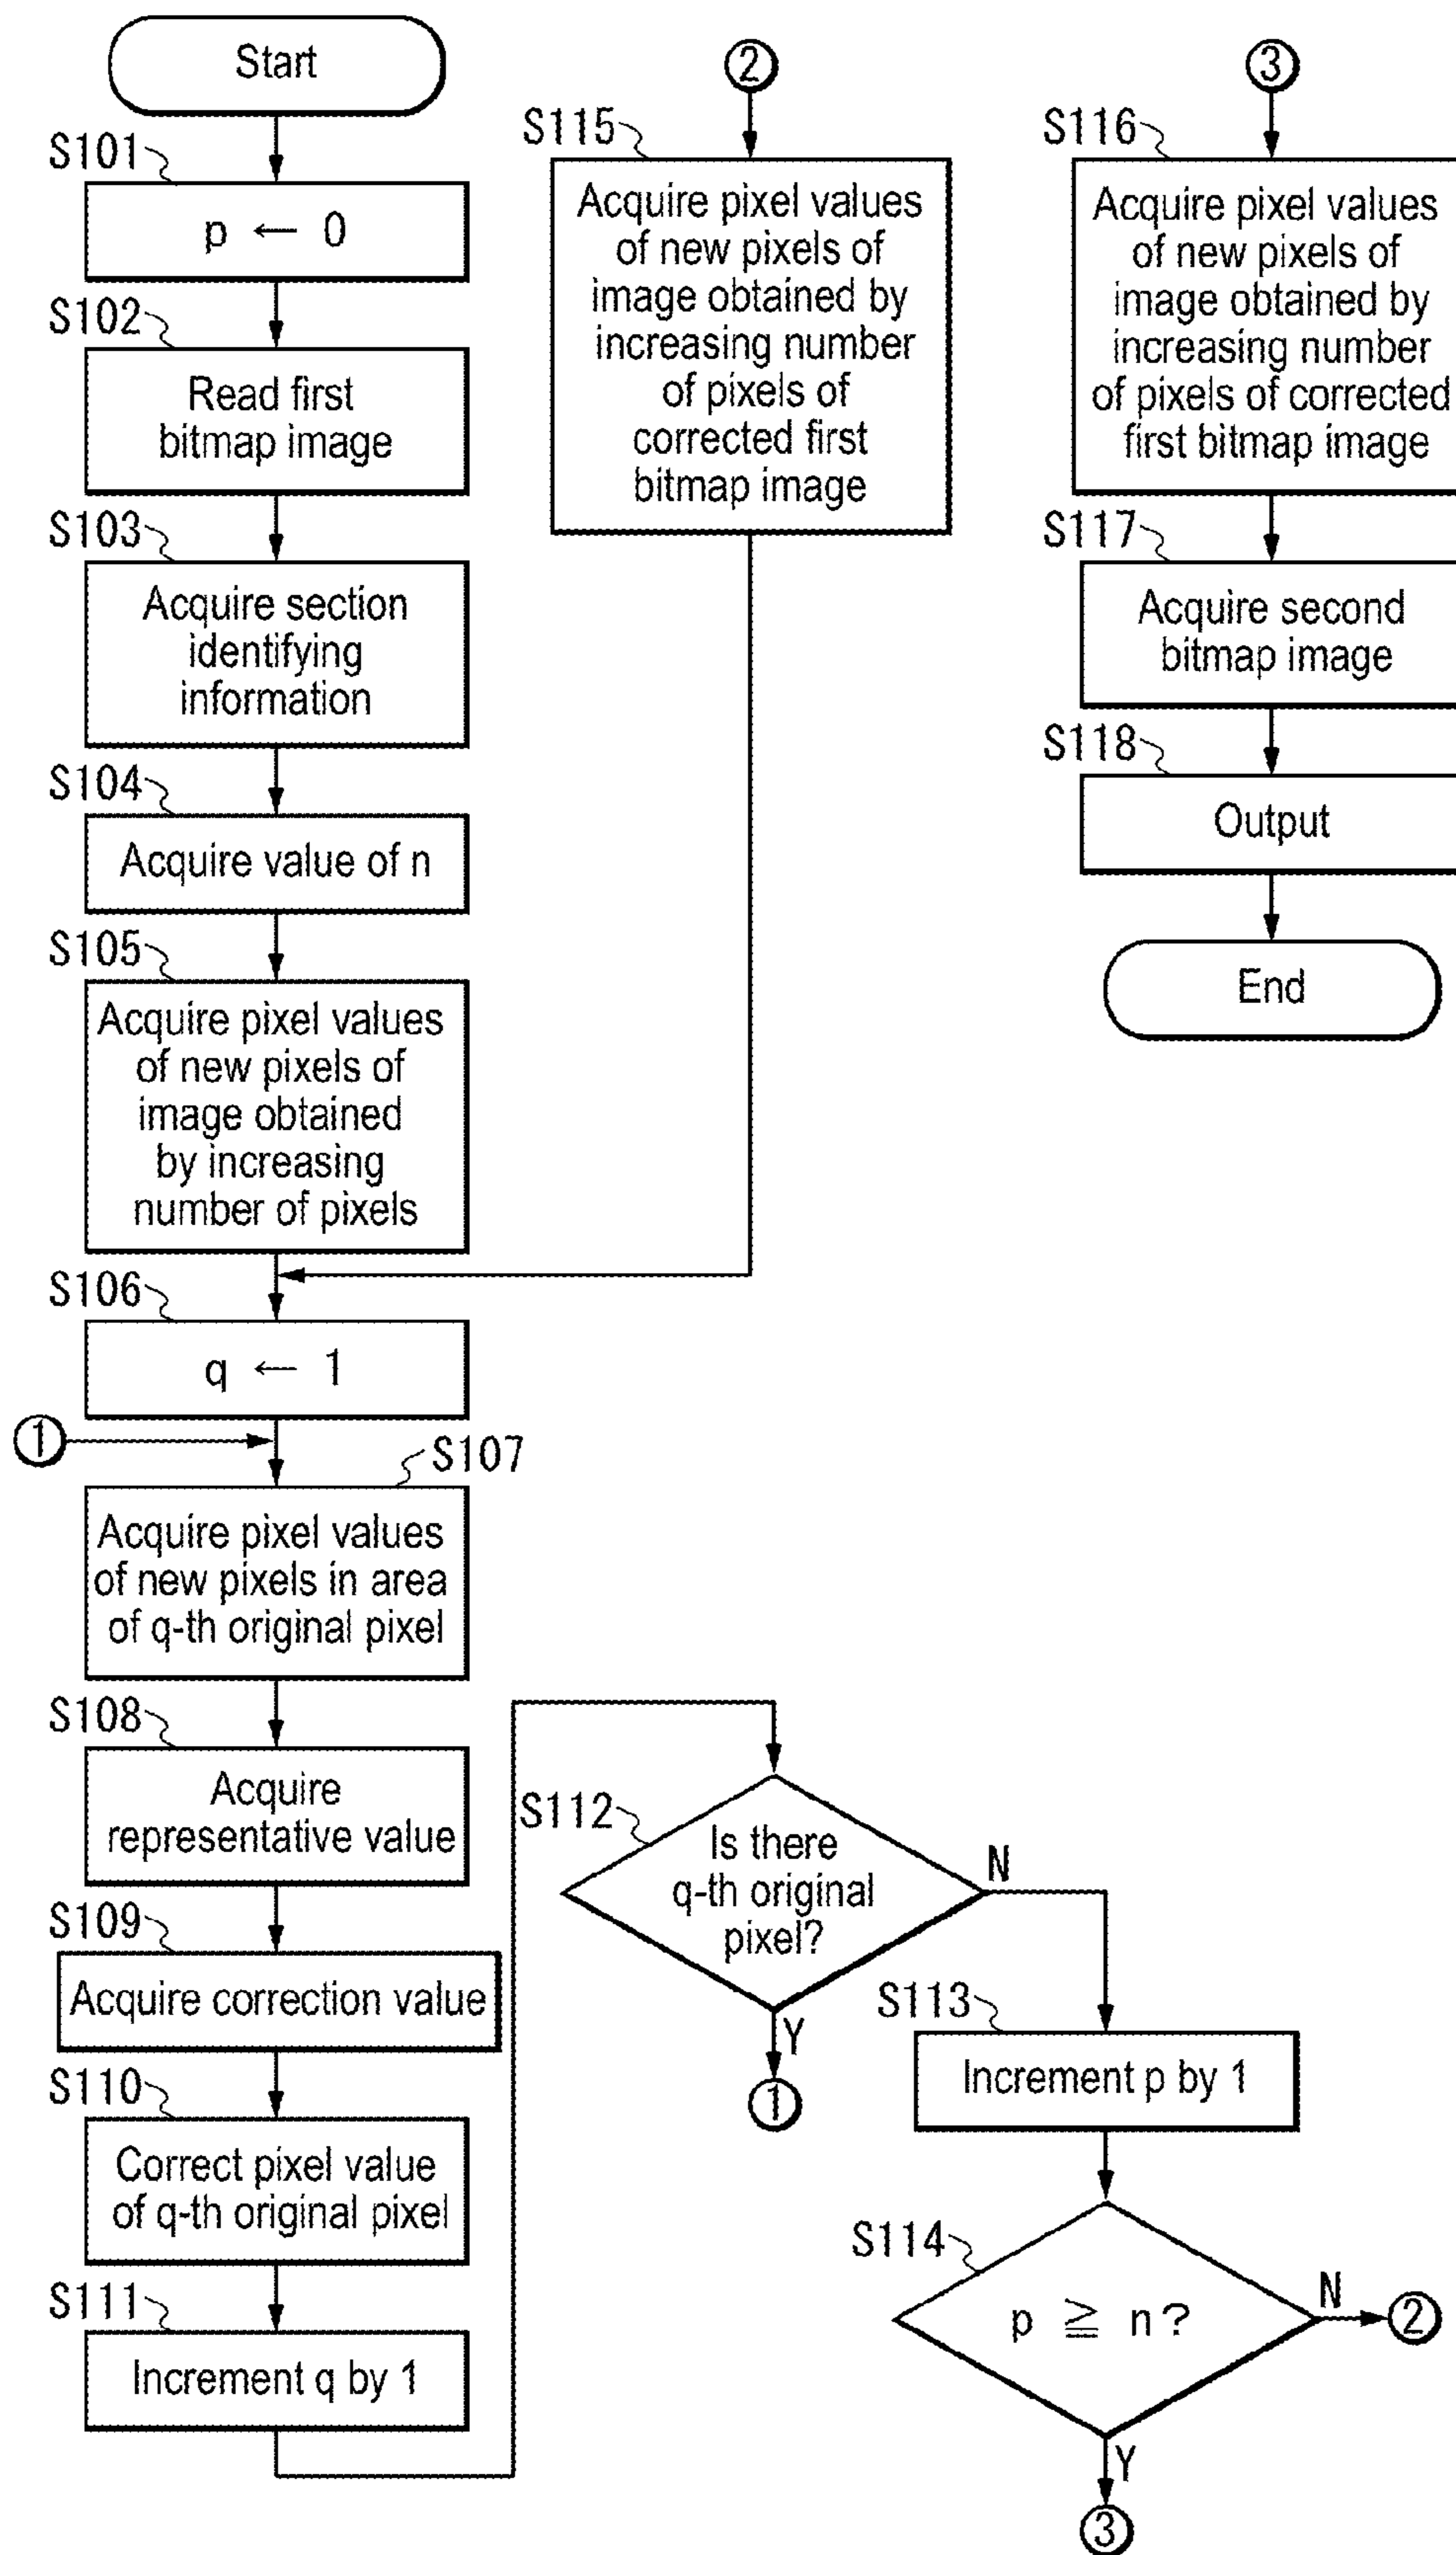 Start
S101
p ← 0
S102
Read first
bitmap image
S103
Acquire section
identifying
information
S104
Acquire value of n
S105
Acquire pixel values
of new pixels of
image obtained
by increasing
number of pixels
S106
q ← 1
①
S107
Acquire pixel values
of new pixels in area
of q-th original pixel
S108
Acquire
representative value
S109
Acquire correction value
S110
Correct pixel value
of q-th original pixel
S111
Increment q by 1
②
S115
Acquire pixel values
of new pixels of
image obtained by
increasing number
of pixels of
corrected first
bitmap image
S112
Is there
q-th original
pixel?
N
Y
①
S113
Increment p by 1
S114
p ≧ n?
N
②
Y
③
③
S116
Acquire pixel values
of new pixels of
image obtained by
increasing number
of pixels of corrected
first bitmap image
S117
Acquire second
bitmap image
S118
Output
End